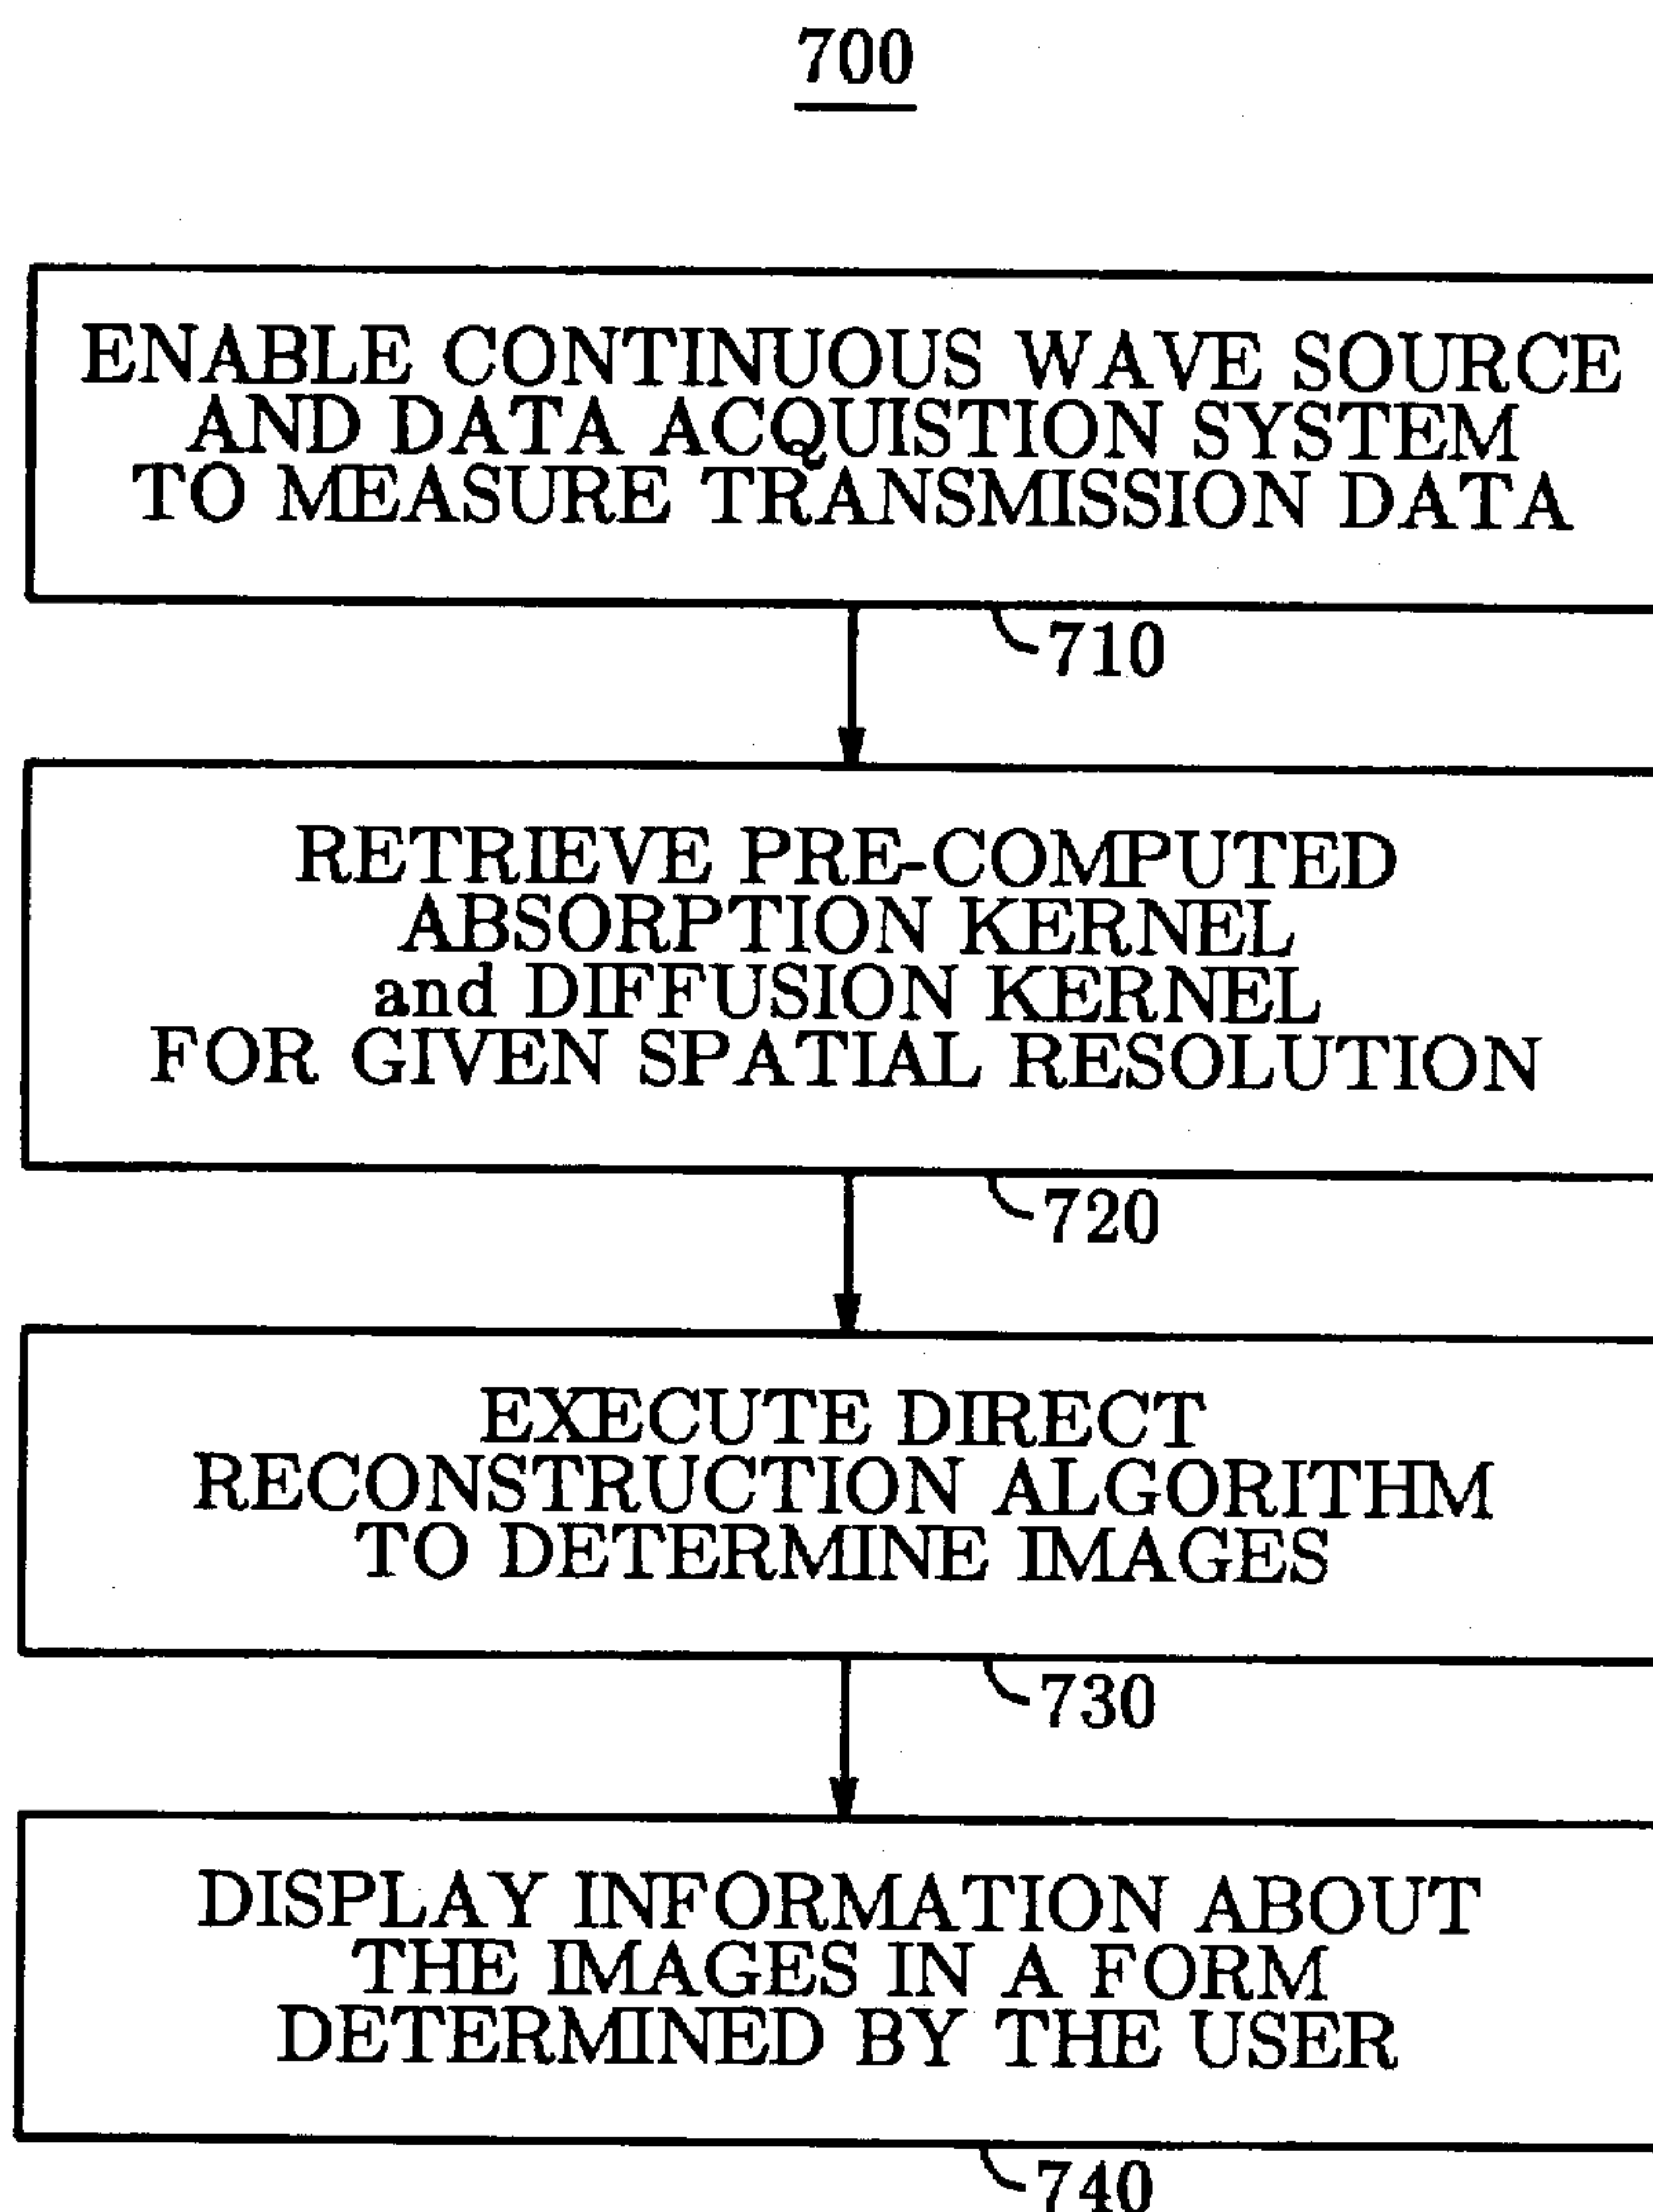 700
ENABLE CONTINUOUS WAVE SOURCE
AND DATA ACQUISTION SYSTEM
TO MEASURE TRANSMISSION DATA
710
RETRIEVE PRE-COMPUTED
ABSORPTION KERNEL
and DIFFUSION KERNEL
FOR GIVEN SPATIAL RESOLUTION
720
EXECUTE DIRECT
RECONSTRUCTION ALGORITHM
TO DETERMINE IMAGES
730
DISPLAY INFORMATION ABOUT
THE IMAGES IN A FORM
DETERMINED BY THE USER
740